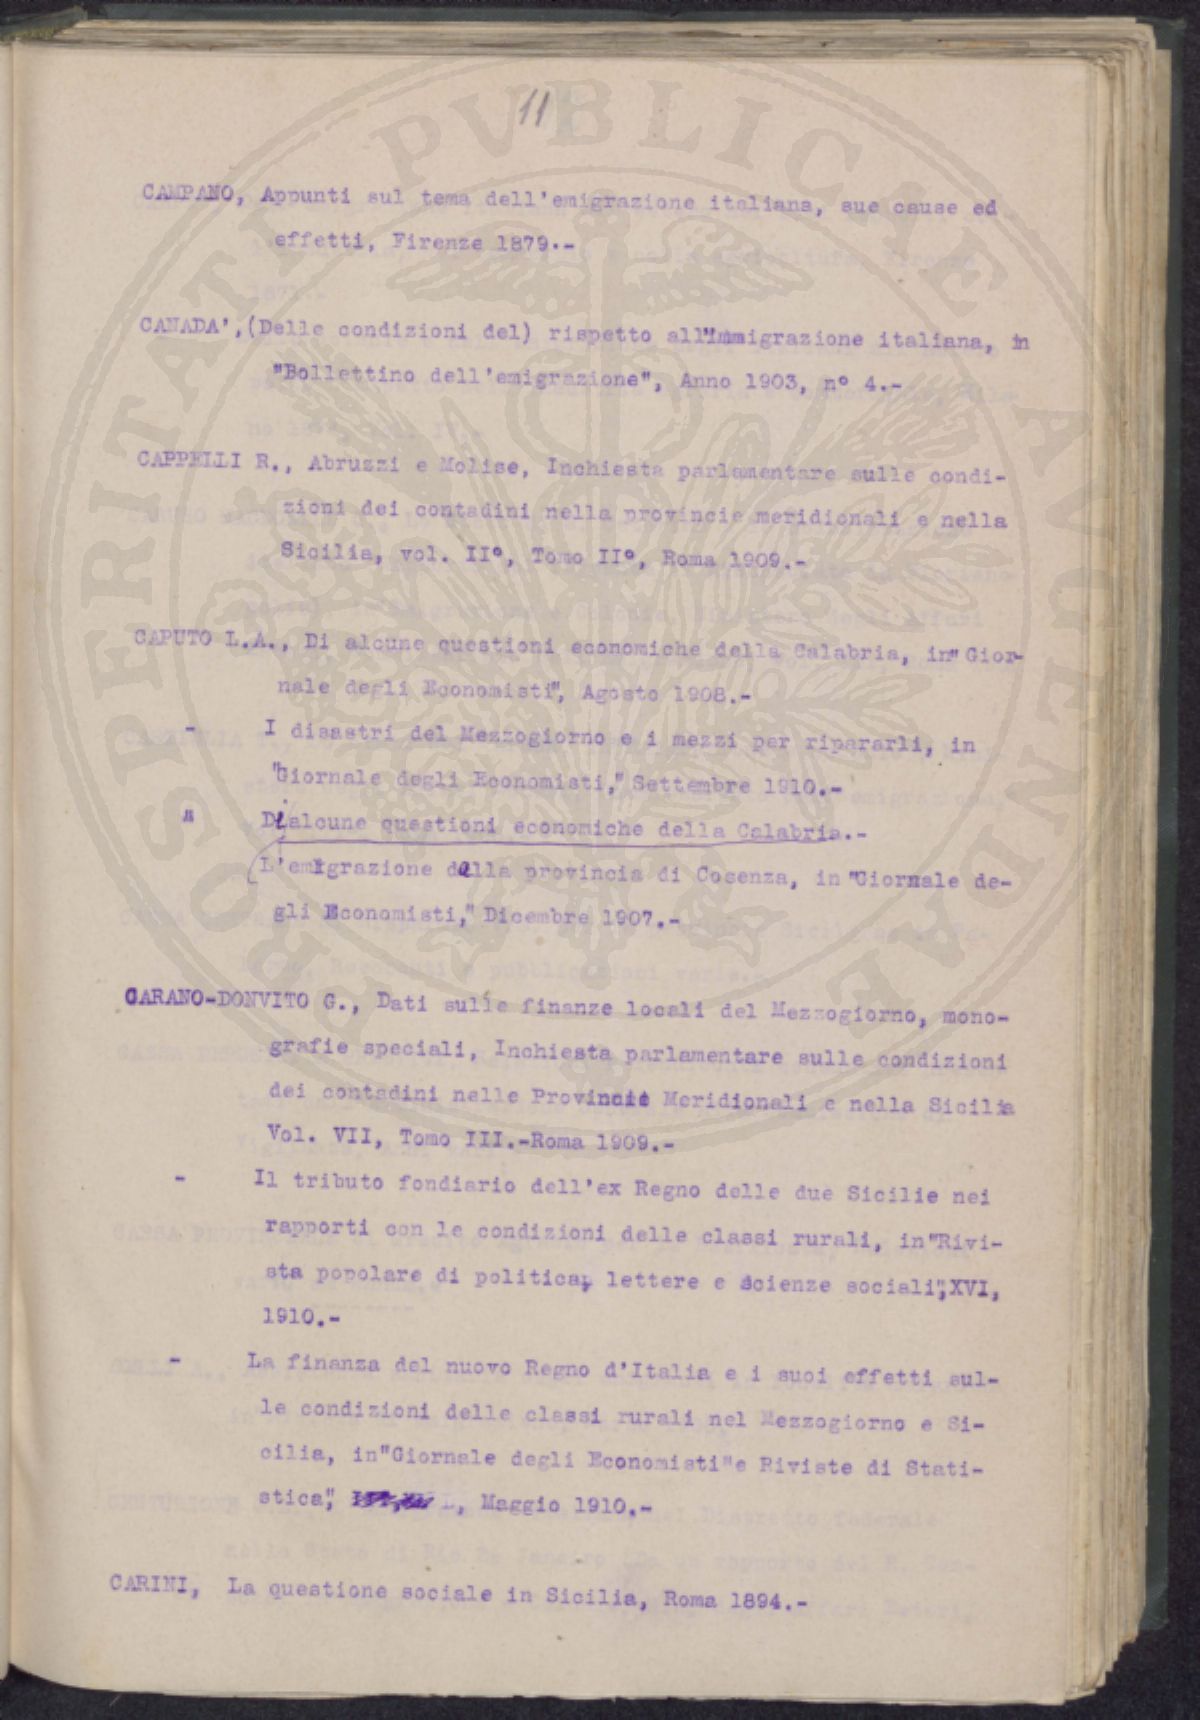 11
CAMPANO, Appunti sul tema dell'emigrazione italiana, sue cause ed
effetti, Firenze 1879.-
CANADA',(Delle condizioni del) rispetto all'Immigrazione italiana, in
"Bollettino dell'emigrazione", Anno 1903, n° 4.-
CAPPELLI R., Abruzzi e Molise, Inchiesta parlamentare sulle condi-
zioni dei contadini nella provincie meridionali e nella
Sicilia, vol. II°, Tomo II°, Roma 1909.-
CAPUTO L.A., Di alcune questioni economiche della Calabria, in" Gior-
nale degli Economisti", Agosto 1908.-
- I disastri del Mezzogiorno e i mezzi per ripararli, in
"Giornale degli Economisti," Settembre 1910.-
" Di alcune questioni economiche della Calabria.-
L'emigrazione dalla provincia di Cosenza, in "Giornale de-
gli Economisti," Dicembre 1907.-
CARANO-DONVITO G., Dati sulle finanze locali del Mezzogiorno, mono-
grafie speciali, Inchiesta parlamentare sulle condizioni
dei contadini nelle Provincie Meridionali e nella Sicilia
Vol. VII, Tomo III.-Roma 1909.-
- Il tributo fondiario dell'ex Regno delle due Sicilie nei
rapporti con le condizioni delle classi rurali, in"Rivi-
sta popolare di politica, lettere e scienze sociali", XVI,
1910.-
- La finanza del nuovo Regno d'Italia e i suoi effetti sul-
le condizioni delle classi rurali nel Mezzogiorno e Si-
cilia, in"Giornale degli Economisti"e Riviste di Stati-
stica", L, Maggio 1910.-
CARINI, La questione sociale in Sicilia, Roma 1894.-
PROSPERITATI PVBLICAE AVGENDAE